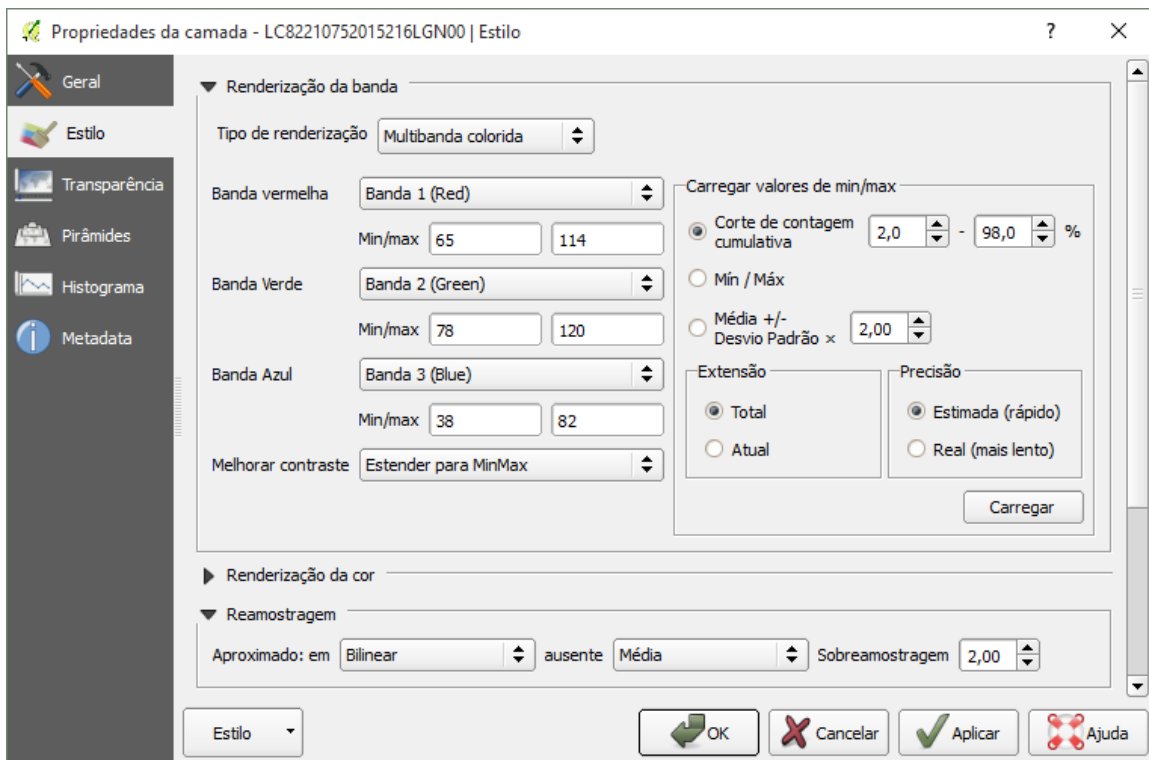 Propriedades da camada - LC82210752015216LGN00 | Estilo
?
Geral
Estilo
Transparência
Pirâmides
Histograma
Metadata
Renderização da banda
Tipo de renderização Multibanda colorida
Banda vermelha Banda 1 (Red)
Min/max 65 114
Banda Verde Banda 2 (Green)
Min/max 78 120
Banda Azul Banda 3 (Blue)
Min/max 38 82
Melhorar contraste Estender para MinMax
Carregar valores de min/max
Corte de contagem
cumulativa 2,0 - 98,0 %
Mín / Máx
Média +/-
Desvio Padrão × 2,00
Extensão
Total
Atual
Precisão
Estimada (rápido)
Real (mais lento)
Carregar
Renderização da cor
Reamostragem
Aproximado: em Bilinear ausente Média Sobreamostragem 2,00
Estilo
OK
Cancelar
Aplicar
Ajuda